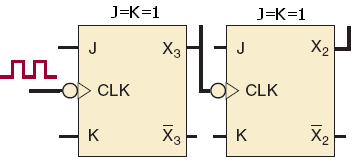 J=K=1 J=K=1
J X₃ J X₂
CLK CLK
K X̅₃ K X̅₂